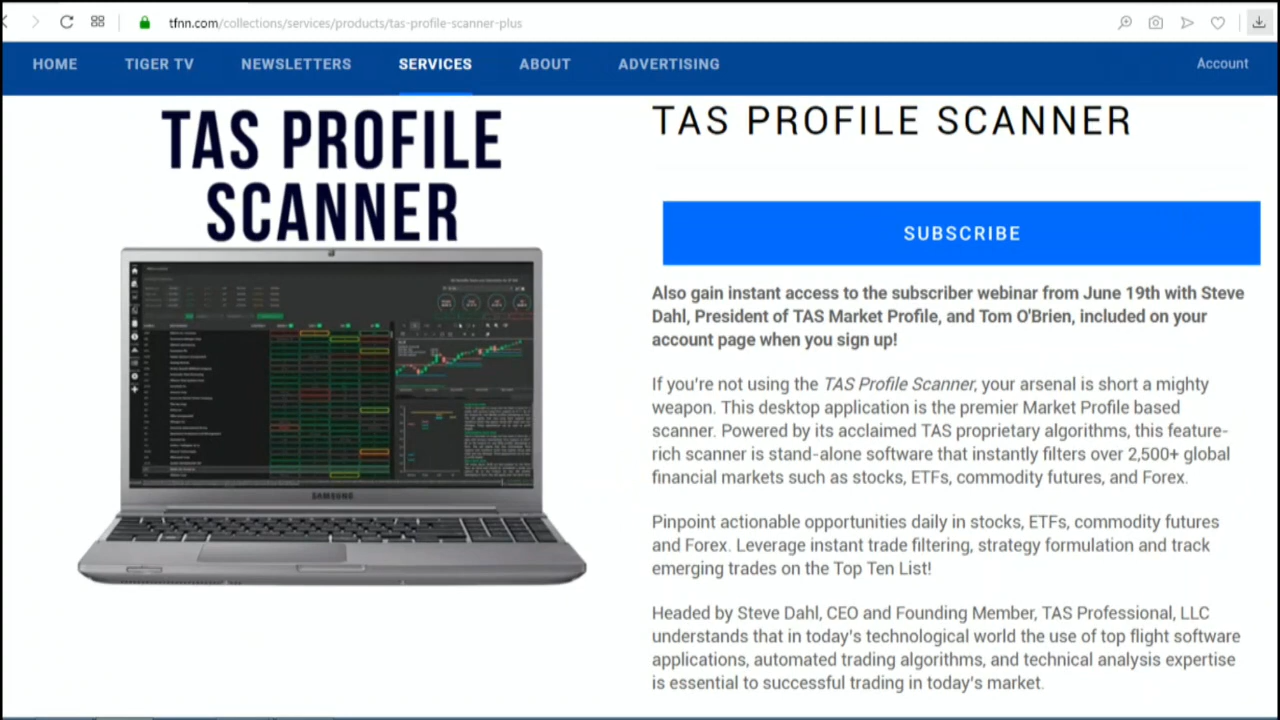 tfnn.com/collections/services/products/tas-profile-scanner-plus
HOME TIGER TV NEWSLETTERS SERVICES ABOUT ADVERTISING Account
TAS PROFILE
SCANNER
SAMSUNG
TAS PROFILE SCANNER
SUBSCRIBE
Also gain instant access to the subscriber webinar from June 19th with Steve
Dahl, President of TAS Market Profile, and Tom O'Brien, included on your
account page when you sign up!
If you're not using the TAS Profile Scanner, your arsenal is short a mighty
weapon. This desktop application is the premier Market Profile based
scanner. Powered by its acclaimed TAS proprietary algorithms, this feature-
rich scanner is stand-alone software that instantly filters over 2,500+ global
financial markets such as stocks, ETFs, commodity futures, and Forex.
Pinpoint actionable opportunities daily in stocks, ETFs, commodity futures
and Forex. Leverage instant trade filtering, strategy formulation and track
emerging trades on the Top Ten List!
Headed by Steve Dahl, CEO and Founding Member, TAS Professional, LLC
understands that in today's technological world the use of top flight software
applications, automated trading algorithms, and technical analysis expertise
is essential to successful trading in today's market.